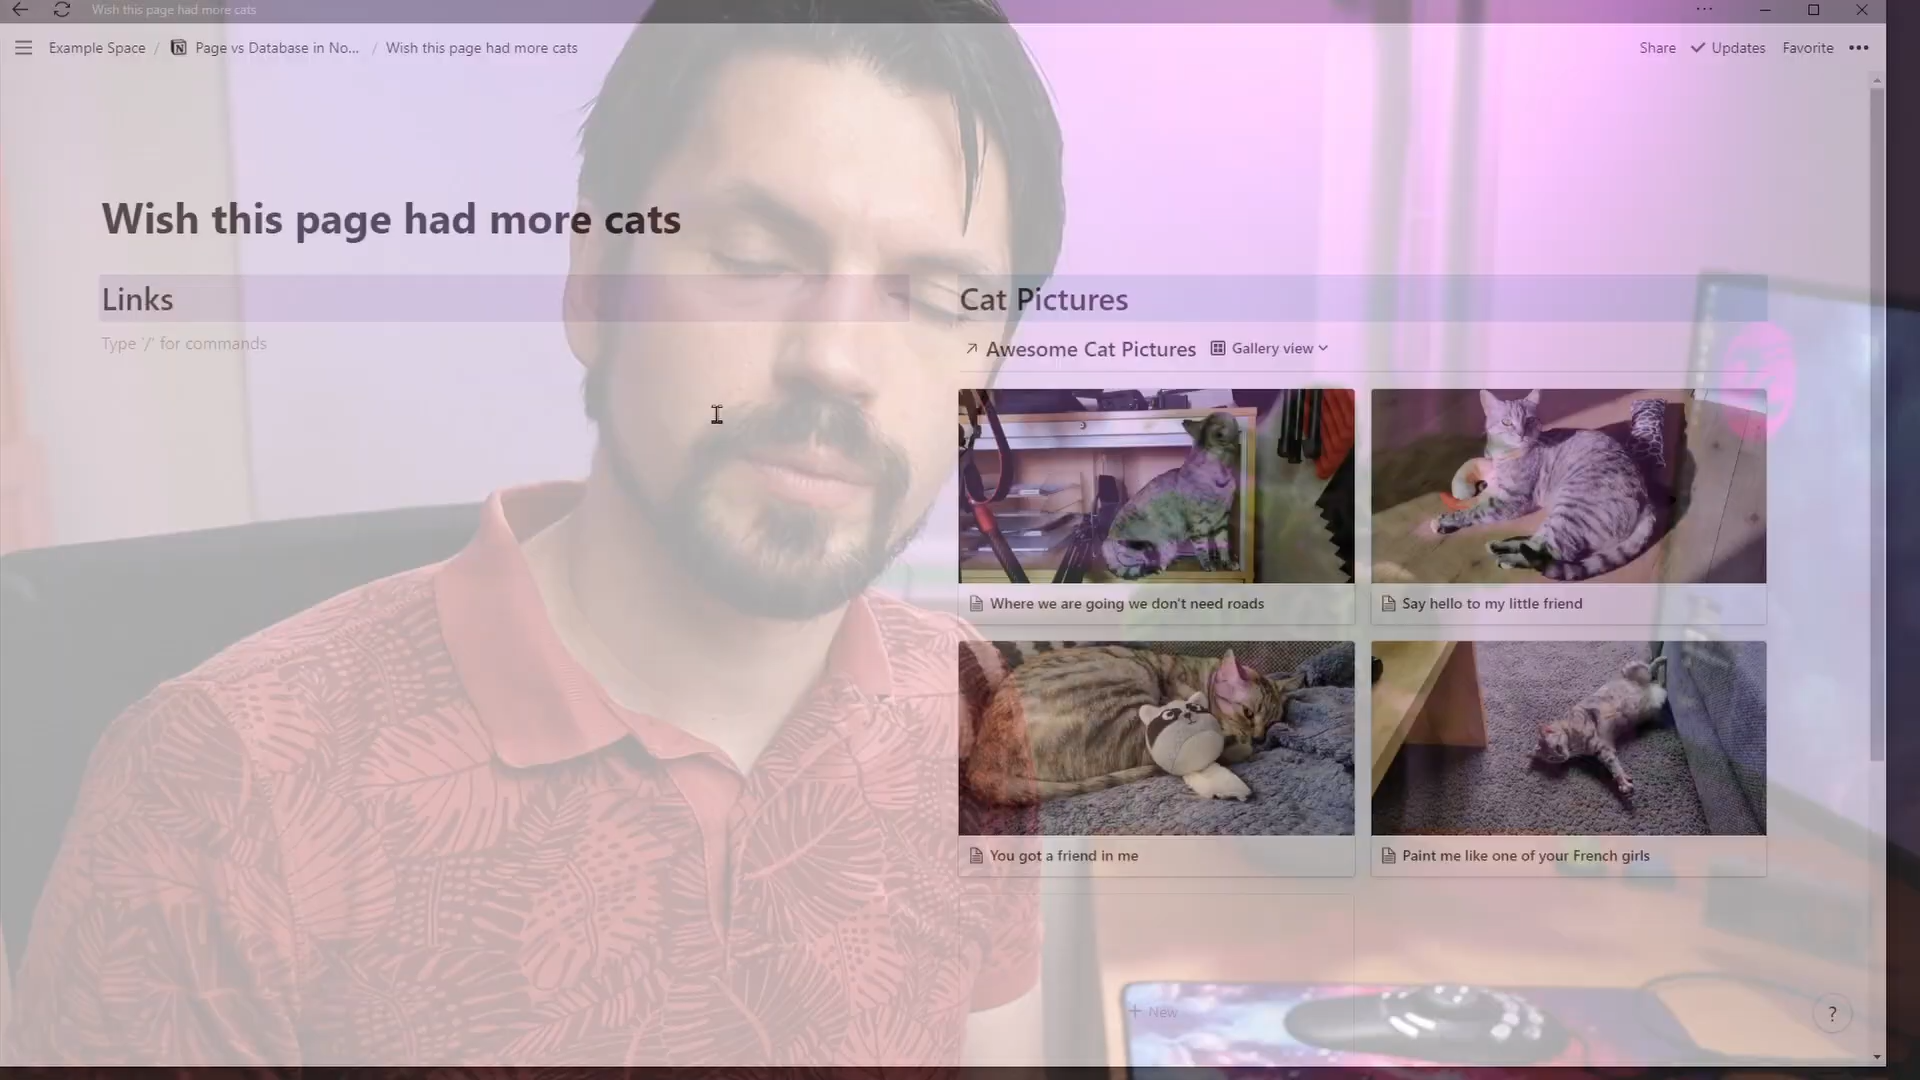 Wish this page had more cats
Example Space / Page vs Database in No... / Wish this page had more cats
Share Updates Favorite
Wish this page had more cats
Links
Type '/' for commands
Cat Pictures
Awesome Cat Pictures Gallery view
Where we are going we don't need roads
Say hello to my little friend
You got a friend in me
Paint me like one of your French girls
+ New
?